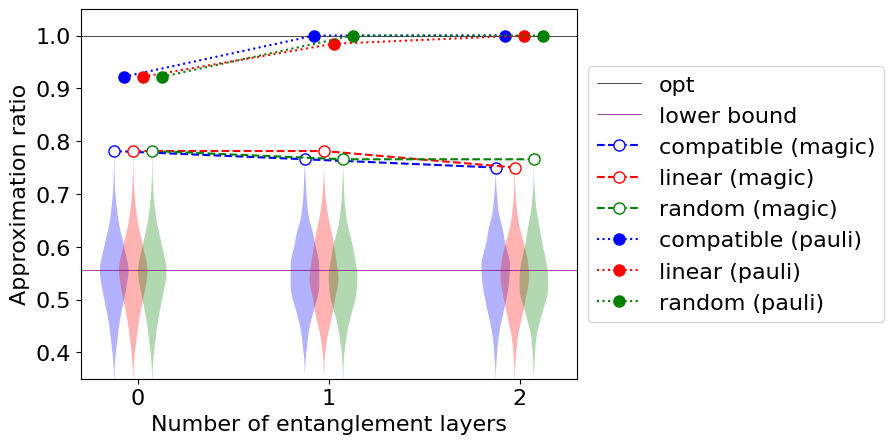 1.0
0.9
0.8
0.7
0.6
0.5
0.4
Approximation ratio
0 1 2
Number of entanglement layers
opt
lower bound
compatible (magic)
linear (magic)
random (magic)
compatible (pauli)
linear (pauli)
random (pauli)